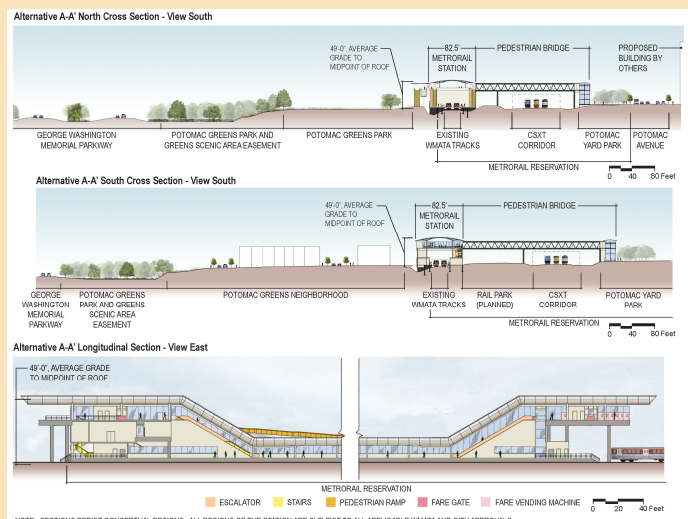 Alternative A-A' North Cross Section - View South
49'-0", AVERAGE
GRADE TO
MIDPOINT OF ROOF
82.5'
METRORAIL
STATION
PEDESTRIAN BRIDGE
PROPOSED
BUILDING BY
OTHERS
GEORGE WASHINGTON
MEMORIAL PARKWAY
POTOMAC GREENS PARK AND
GREENS SCENIC AREA EASEMENT
POTOMAC GREENS PARK
EXISTING
WMATA TRACKS
CSXT
CORRIDOR
POTOMAC
YARD PARK
POTOMAC
AVENUE
METRORAIL RESERVATION
0 40 80 Feet
Alternative A-A' South Cross Section - View South
49'-0", AVERAGE
GRADE TO
MIDPOINT OF ROOF
82.5'
METRORAIL
STATION
PEDESTRIAN BRIDGE
GEORGE
WASHINGTON
MEMORIAL
PARKWAY
POTOMAC GREENS
PARK AND GREENS
SCENIC AREA
EASEMENT
POTOMAC GREENS NEIGHBORHOOD
EXISTING
WMATA TRACKS
RAIL PARK
(PLANNED)
CSXT
CORRIDOR
POTOMAC YARD
PARK
METRORAIL RESERVATION
0 40 80 Feet
Alternative A-A' Longitudinal Section - View East
49'-0", AVERAGE GRADE
TO MIDPOINT OF ROOF
METRORAIL RESERVATION
ESCALATOR
STAIRS
PEDESTRIAN RAMP
FARE GATE
FARE VENDING MACHINE
0 20 40 Feet